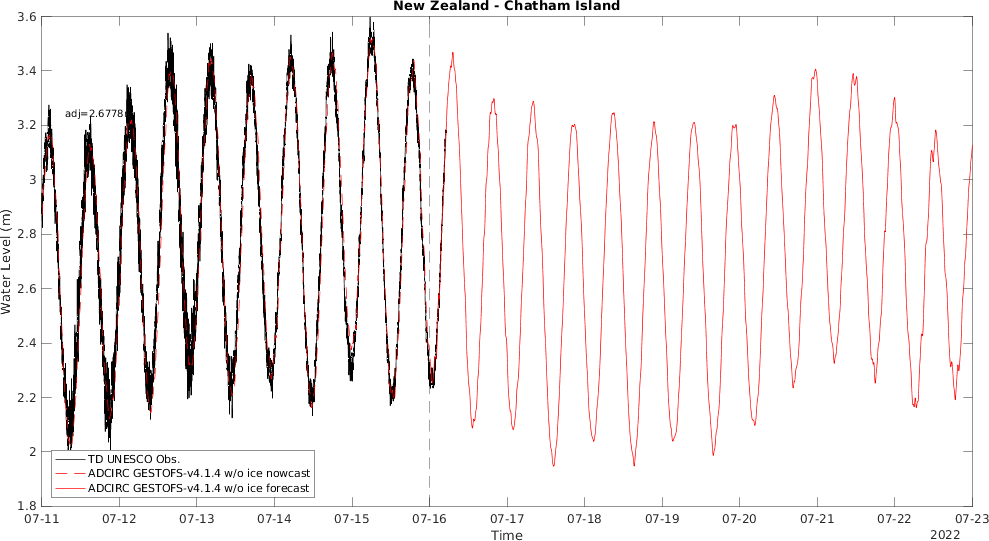 New Zealand - Chatham Island
3.6
3.4
3.2
3
2.8
2.6
2.4
2.2
2
1.8
Water Level (m)
adj=2.6778
TD UNESCO Obs.
ADCIRC GESTOFS-v4.1.4 w/o ice nowcast
ADCIRC GESTOFS-v4.1.4 w/o ice forecast
07-11 07-12 07-13 07-14 07-15 07-16 07-17 07-18 07-19 07-20 07-21 07-22 07-23
Time
2022